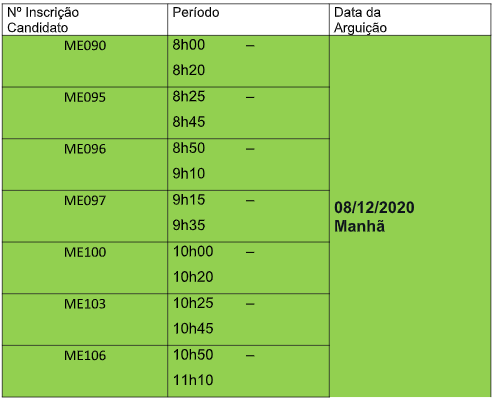 Nº Inscrição Candidato Período Data da Arguição
ME090 8h00 –
8h20
ME095 8h25 –
8h45
ME096 8h50 –
9h10
ME097 9h15 –
9h35
08/12/2020
Manhã
ME100 10h00 –
10h20
ME103 10h25 –
10h45
ME106 10h50 –
11h10